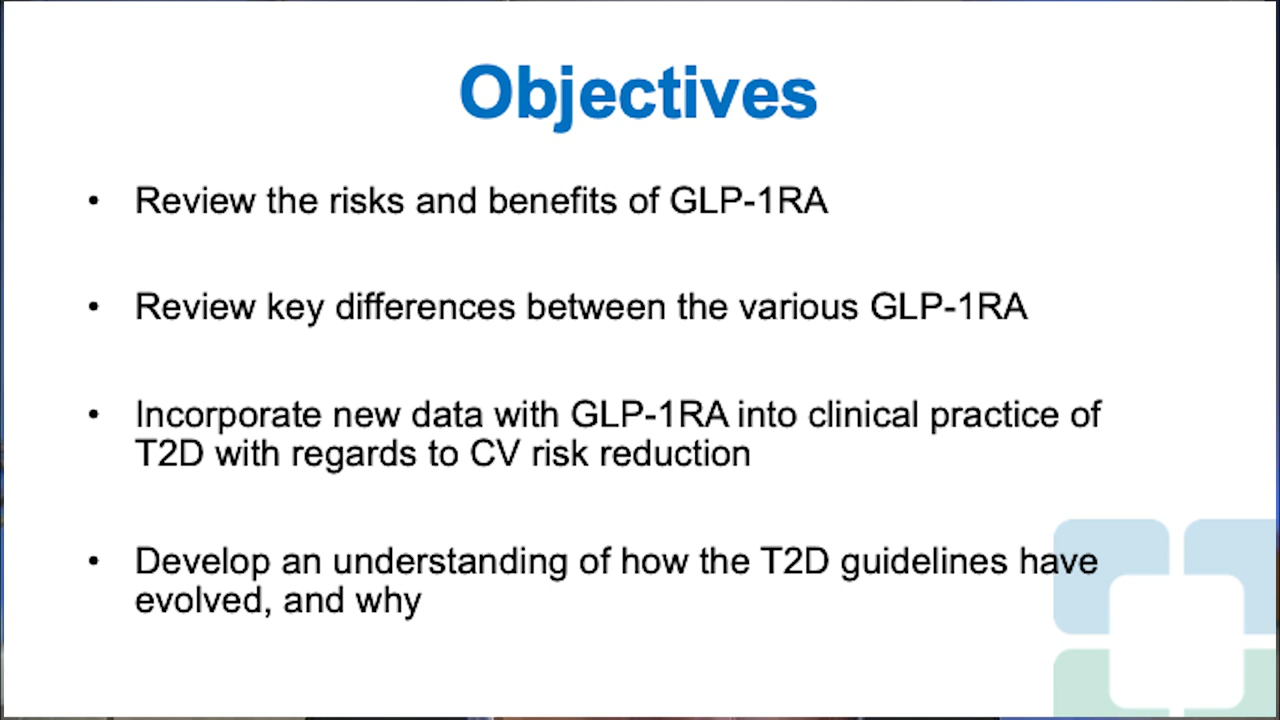 Objectives
• Review the risks and benefits of GLP-1RA
• Review key differences between the various GLP-1RA
• Incorporate new data with GLP-1RA into clinical practice of
T2D with regards to CV risk reduction
• Develop an understanding of how the T2D guidelines have
evolved, and why